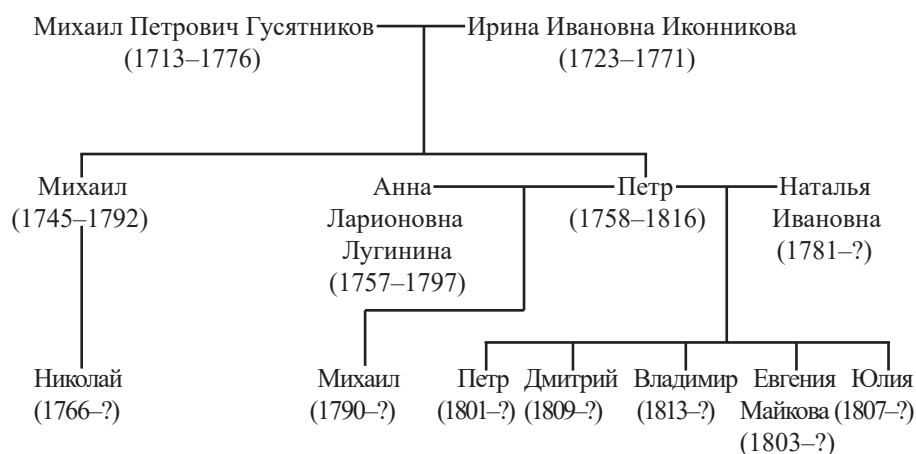 Михаил Петрович Гусятников Ирина Ивановна Иконникова
(1713–1776) (1723–1771)
Михаил Анна Петр Наталья
(1745–1792) Ларионовна (1758–1816) Ивановна
Лугинина (1781–?)
(1757–1797)
Николай Михаил Петр Дмитрий Владимир Евгения Юлия
(1766–?) (1790–?) (1801–?) (1809–?) (1813–?) Майкова (1807–?)
(1803–?)